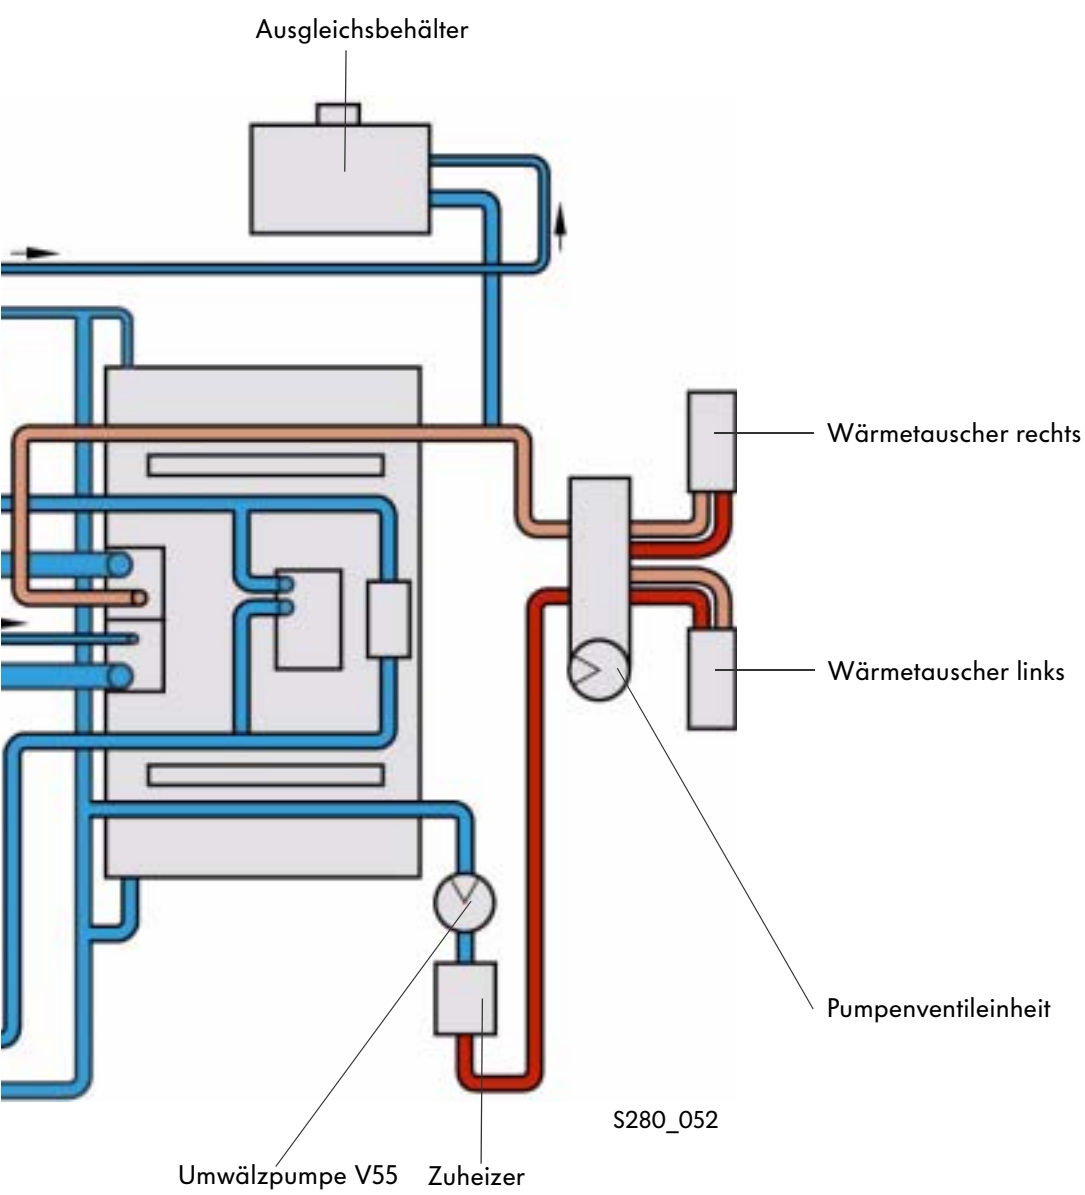 Ausgleichsbehälter
Wärmetauscher rechts
Wärmetauscher links
Pumpenventileinheit
S280_052
Umwälzpumpe V55
Zuheizer